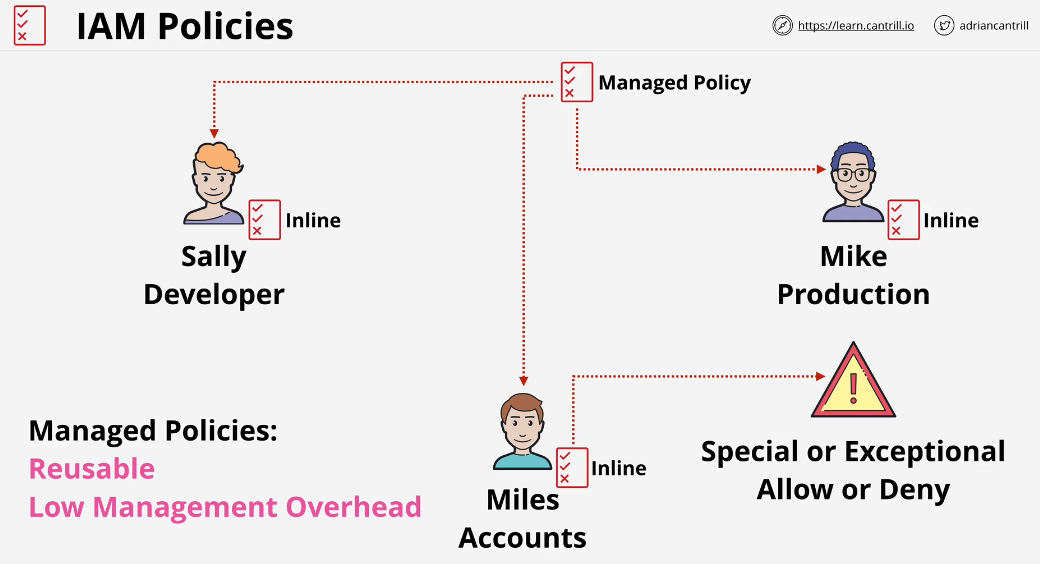 IAM Policies
https://learn.cantrill.io
adriancantrill
Managed Policy
Inline
Sally
Developer
Inline
Mike
Production
Managed Policies:
Reusable
Low Management Overhead
Inline
Miles
Accounts
Special or Exceptional
Allow or Deny